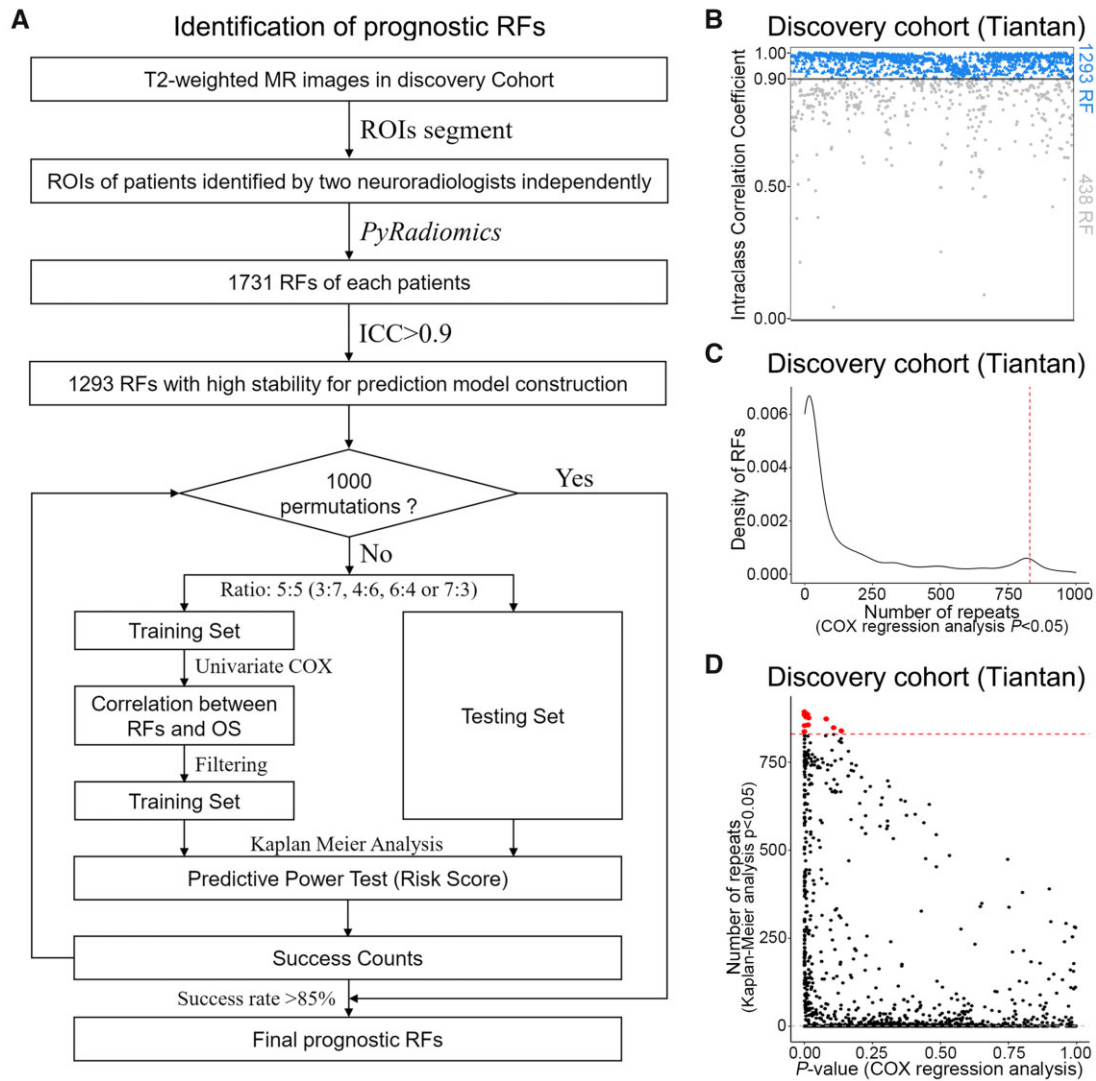 A
Identification of prognostic RFs
T2-weighted MR images in discovery Cohort
ROIs segment
ROIs of patients identified by two neuroradiologists independently
PyRadiomics
1731 RFs of each patients
ICC>0.9
1293 RFs with high stability for prediction model construction
1000
permutations ?
Yes
No
Ratio: 5:5 (3:7, 4:6, 6:4 or 7:3)
Training Set
Univariate COX
Correlation between
RFs and OS
Filtering
Training Set
Testing Set
Kaplan Meier Analysis
Predictive Power Test (Risk Score)
Success Counts
Success rate >85%
Final prognostic RFs
B
Discovery cohort (Tiantan)
Intraclass Correlation Coefficient
1.00
0.90
0.50
0.00
1293 RF
438 RF
C
Discovery cohort (Tiantan)
Density of RFs
0.006
0.004
0.002
0.000
0
250
500
750
1000
Number of repeats
(COX regression analysis P<0.05)
D
Discovery cohort (Tiantan)
Number of repeats
(Kaplan-Meier analysis p<0.05)
750
500
250
0
0.00
0.25
0.50
0.75
1.00
P-value (COX regression analysis)